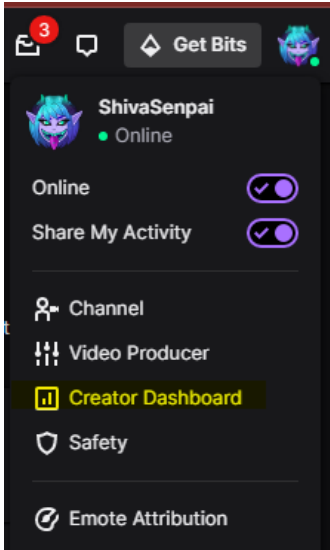 3
Get Bits
ShivaSenpai
Online
Online
Share My Activity
Channel
Video Producer
Creator Dashboard
Safety
Emote Attribution